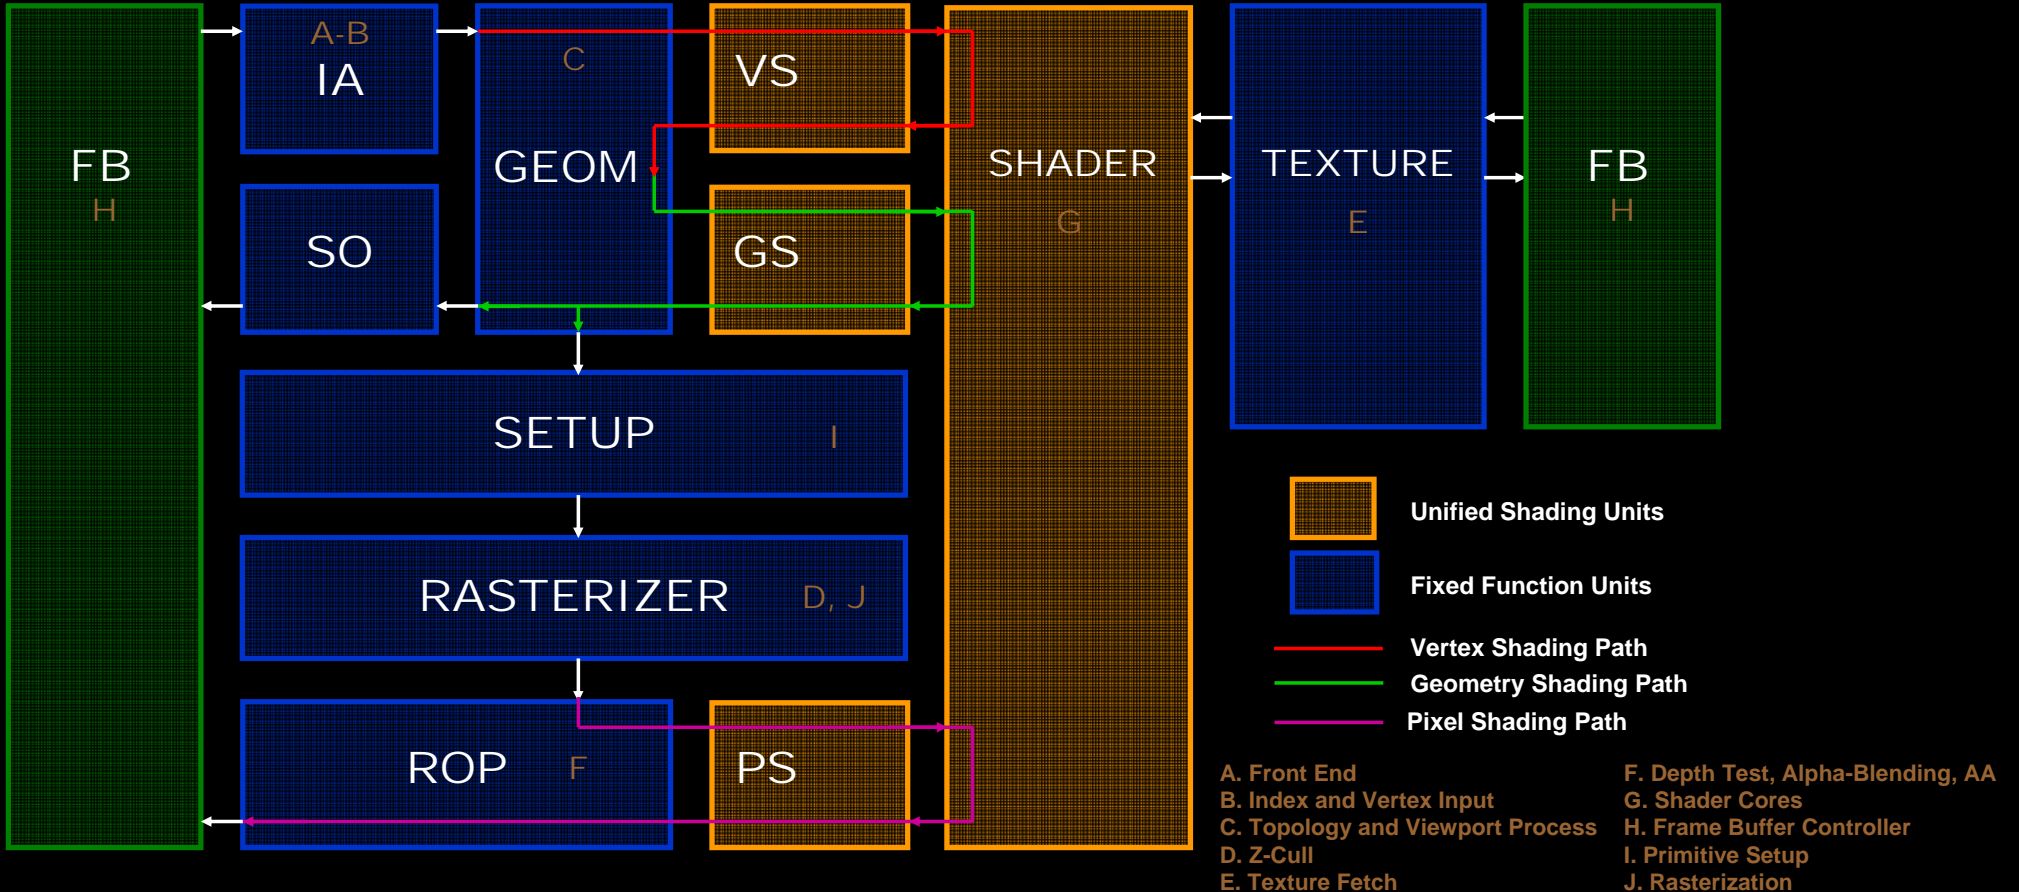 FB
H
A-B
IA
SO
C
GEOM
VS
GS
SHADER
G
TEXTURE
E
FB
H
SETUP I
RASTERIZER D, J
ROP F
PS
Unified Shading Units
Fixed Function Units
Vertex Shading Path
Geometry Shading Path
Pixel Shading Path
A. Front End
B. Index and Vertex Input
C. Topology and Viewport Process
D. Z-Cull
E. Texture Fetch
F. Depth Test, Alpha-Blending, AA
G. Shader Cores
H. Frame Buffer Controller
I. Primitive Setup
J. Rasterization